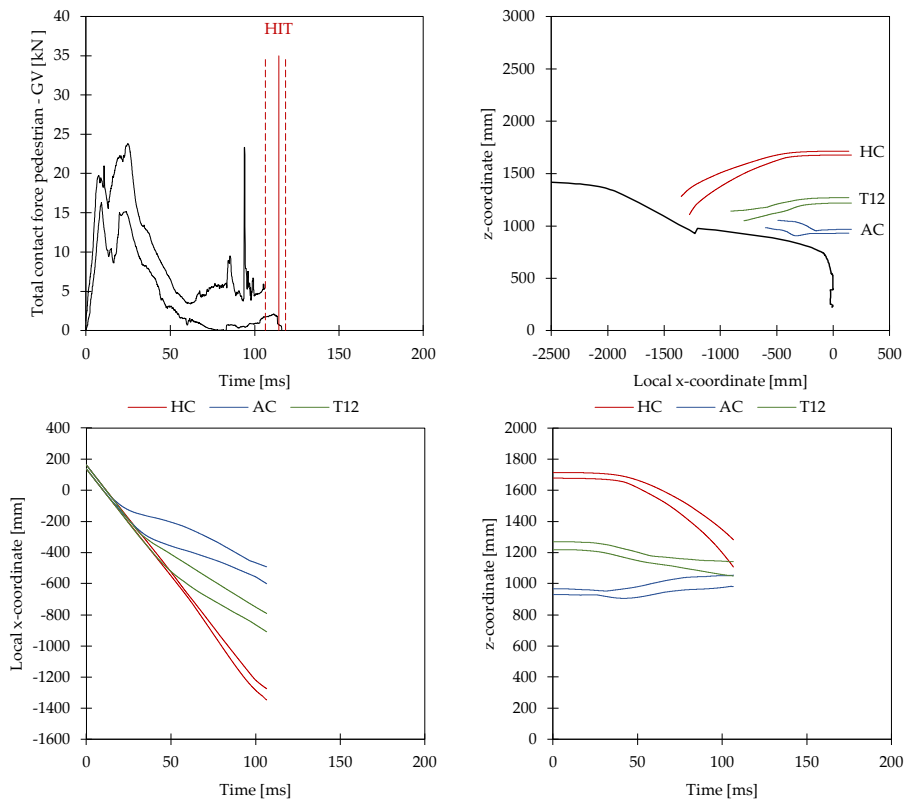 Total contact force pedestrian - GV [kN]
40
35
30
25
20
15
10
5
0
HIT
0 50 100 150 200
Time [ms]
z-coordinate [mm]
3000
2500
2000
1500
1000
500
0
HC
T12
AC
-2500 -2000 -1500 -1000 -500 0 500
Local x-coordinate [mm]
HC AC T12
Local x-coordinate [mm]
400
200
0
-200
-400
-600
-800
-1000
-1200
-1400
-1600
0 50 100 150 200
Time [ms]
HC AC T12
z-coordinate [mm]
2000
1800
1600
1400
1200
1000
800
600
400
200
0
0 50 100 150 200
Time [ms]